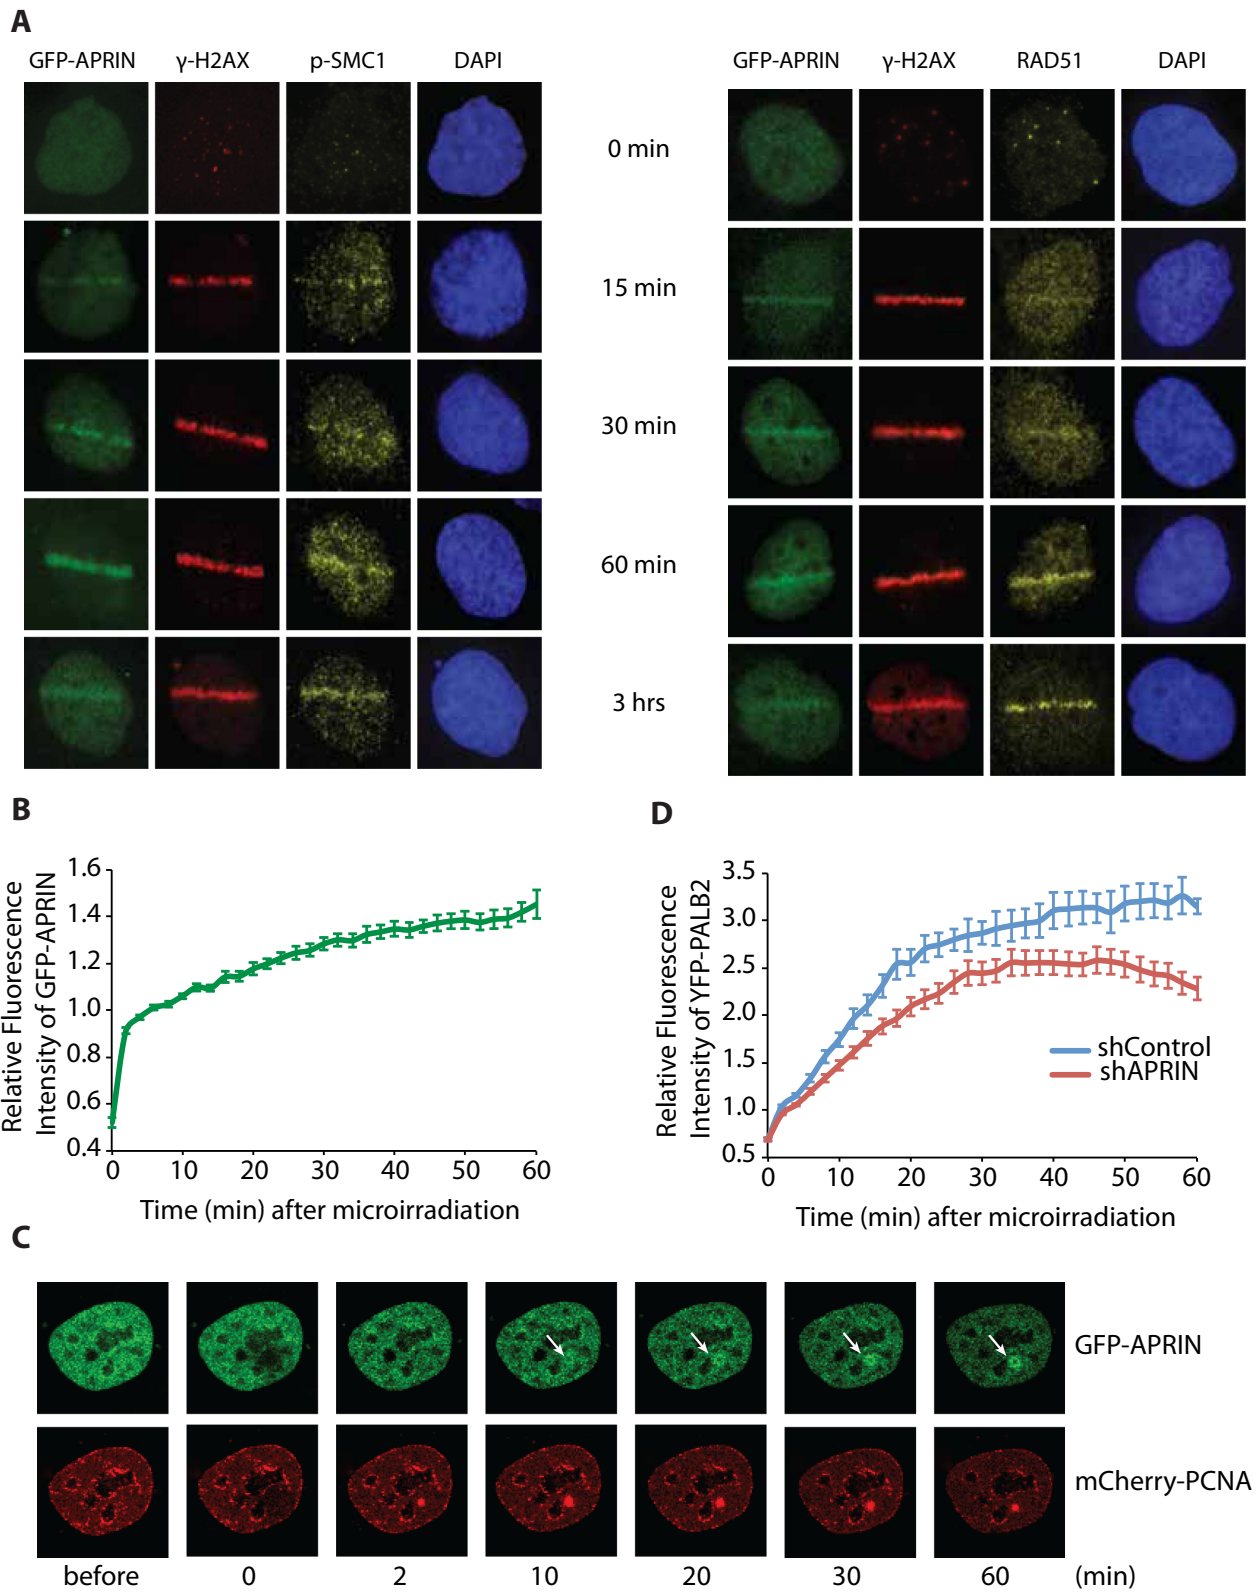 A
GFP-APRIN γ-H2AX p-SMC1 DAPI
GFP-APRIN γ-H2AX RAD51 DAPI
0 min
15 min
30 min
60 min
3 hrs
B
Relative Fluorescence
Intensity of GFP-APRIN
1.6
1.4
1.2
1.0
0.8
0.6
0.4
0 10 20 30 40 50 60
Time (min) after microirradiation
D
Relative Fluorescence
Intensity of YFP-PALB2
3.5
3.0
2.5
2.0
1.5
1.0
0.5
shControl
shAPRIN
0 10 20 30 40 50 60
Time (min) after microirradiation
C
GFP-APRIN
mCherry-PCNA
before 0 2 10 20 30 60 (min)